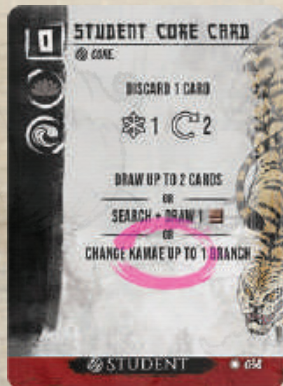 0 STUDENT CORE CARD
CORE
DISCARD 1 CARD
1 2
DRAW UP TO 2 CARDS
OR
SEARCH + DRAW 1
OR
CHANGE KAMAE UP TO 1 BRANCH
STUDENT